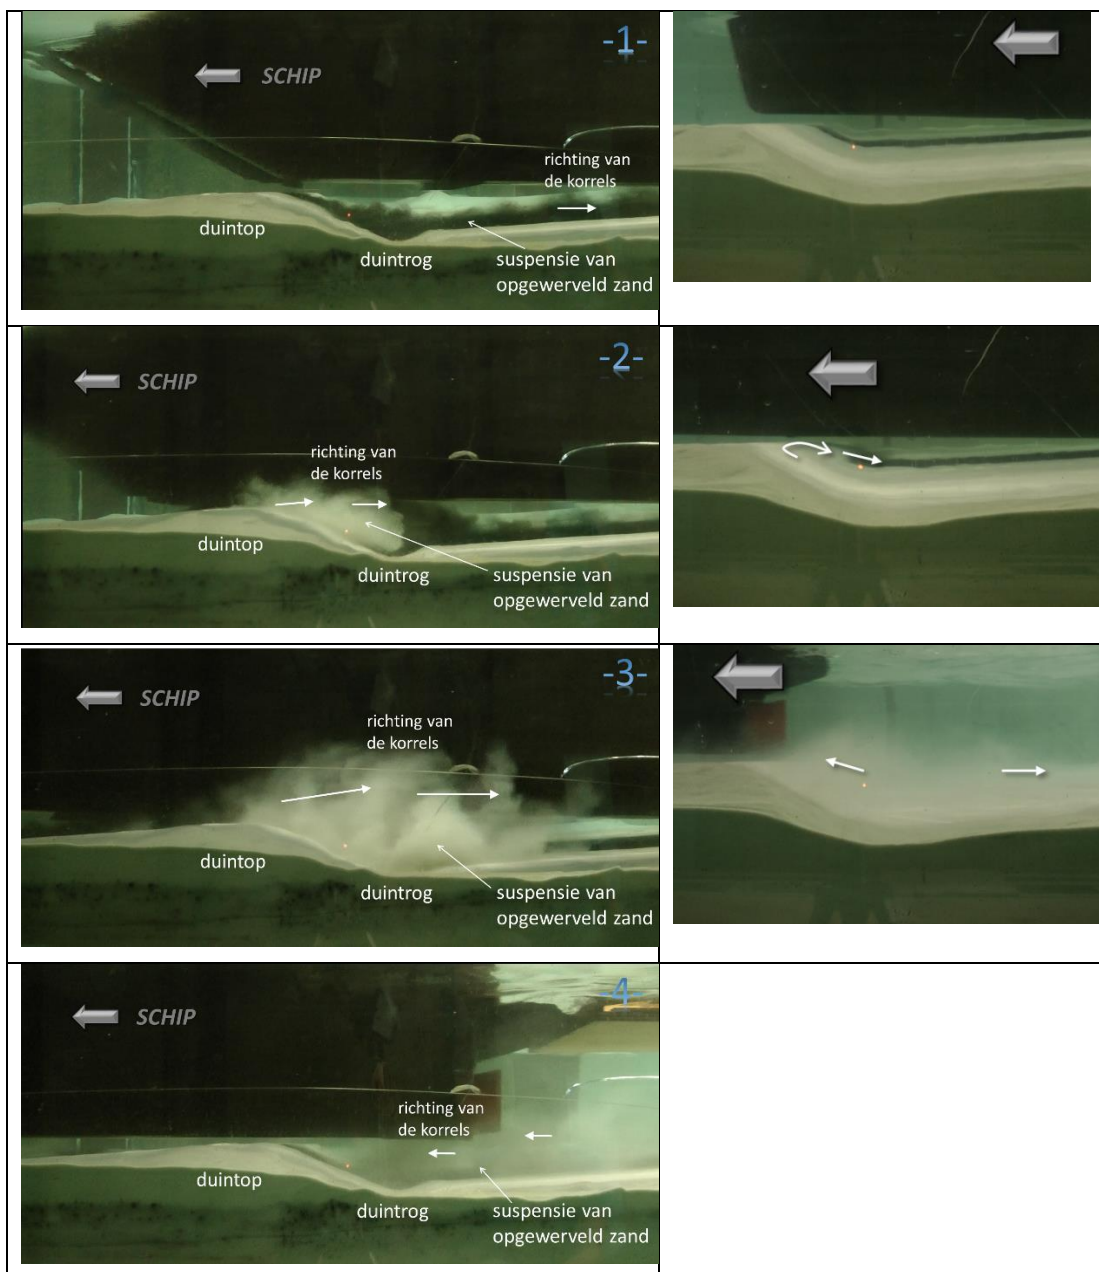 -1-
SCHIP
richting van
de korrels
duintop
duintrog
suspensie van
opgewerveld zand
-2-
SCHIP
richting van
de korrels
duintop
duintrog
suspensie van
opgewerveld zand
-3-
SCHIP
richting van
de korrels
duintop
duintrog
suspensie van
opgewerveld zand
-4-
SCHIP
richting van
de korrels
duintop
duintrog
suspensie van
opgewerveld zand